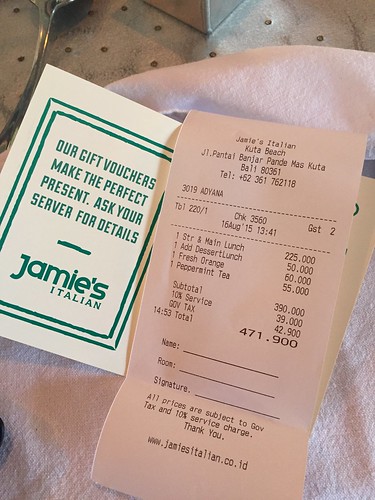 OUR GIFT VOUCHERS
MAKE THE PERFECT
PRESENT, ASK YOUR
SERVER FOR DETAILS
Jamie's
ITALIAN
Jamie's Italian
Kuta Beach
Jl.Pantai Banjar Pande Mas Kuta
Bali 80361
Tel: +62 361 762118
3019 ADYANA
Tbl 220/1 Chk 3560 Gst 2
16Aug'15 13:41
1 Str & Main Lunch 225.000
1 Add DessertLunch 50.000
1 Fresh Orange 60.000
1 Peppermint Tea 55.000
Subtotal 390.000
10% Service 39.000
GOV TAX 42.900
14:53 Total 471.900
Name:
Room:
Signature.
All prices are subject to Gov
Tax and 10% service charge.
Thank You.
www.jamiesitalian.co.id